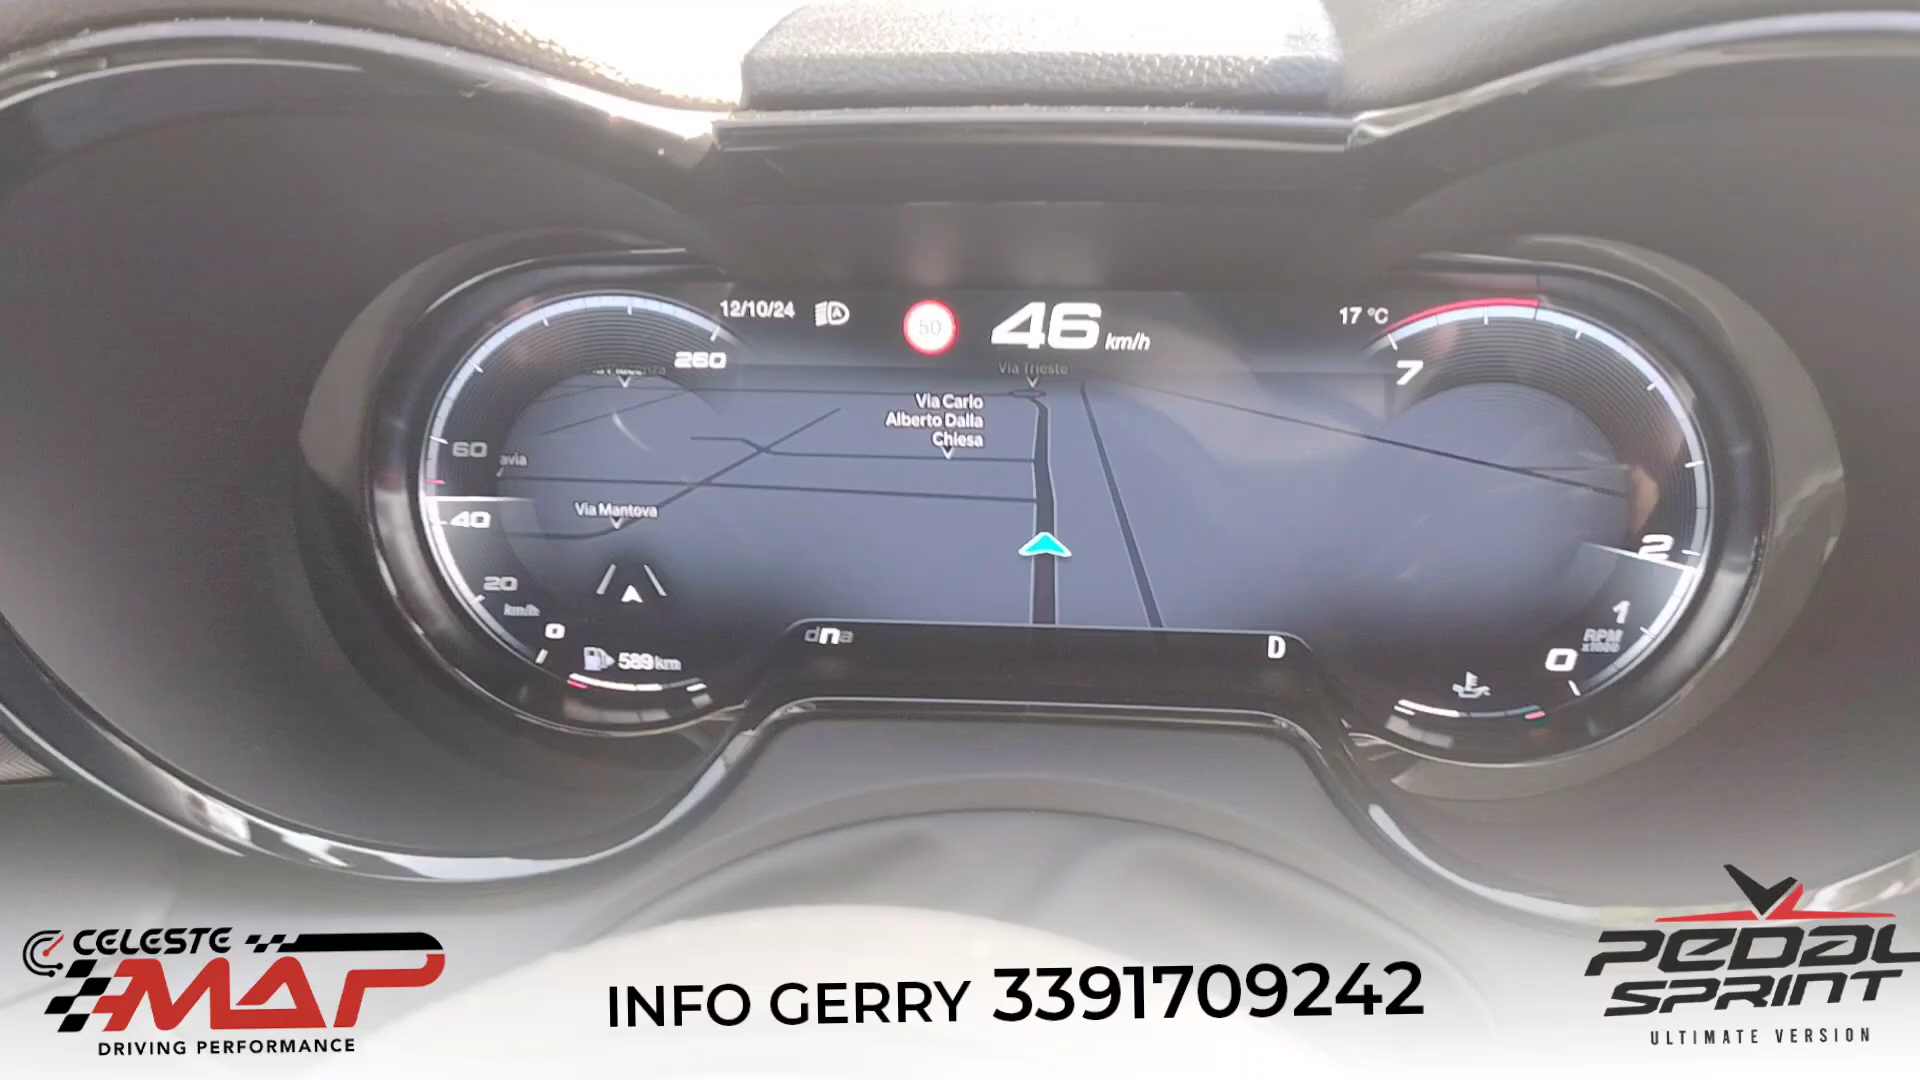 12/10/24
50
46 km/h
17 °C
260
7
Via Trieste
Via Carlo
Alberto Dalla
Chiesa
60
avia
40
Via Mantova
2
20
km/h
1
0
RPM
x1000
0
589 km
dna
D
CELESTE
MAP
DRIVING PERFORMANCE
INFO GERRY 3391709242
PEDAL
SPRINT
ULTIMATE VERSION